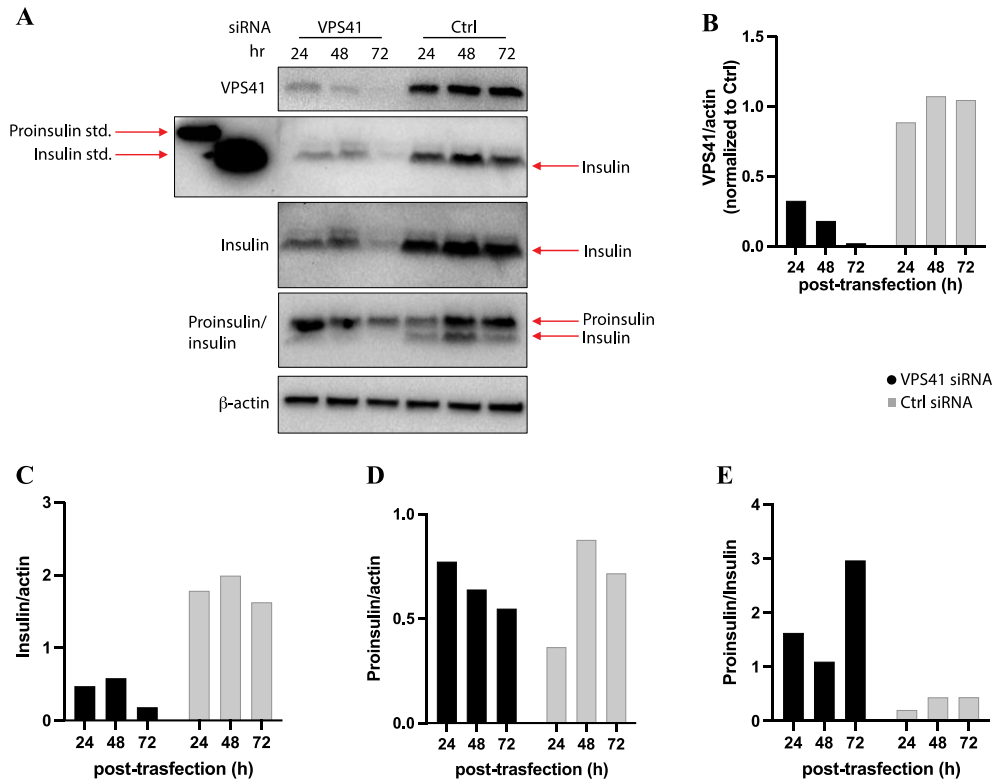 A
siRNA VPS41 Ctrl
hr 24 48 72 24 48 72
VPS41
Proinsulin std.
Insulin std.
Insulin
Insulin
Insulin
Proinsulin/
insulin
Proinsulin
Insulin
β-actin
B
VPS41/actin
(normalized to Ctrl)
1.5
1.0
0.5
0.0
24 48 72 24 48 72
post-transfection (h)
VPS41 siRNA
Ctrl siRNA
C
Insulin/actin
3
2
1
0
24 48 72 24 48 72
post-trasfection (h)
D
Proinsulin/actin
1.0
0.5
0.0
24 48 72 24 48 72
post-trasfection (h)
E
Proinsulin/Insulin
4
3
2
1
0
24 48 72 24 48 72
post-trasfection (h)